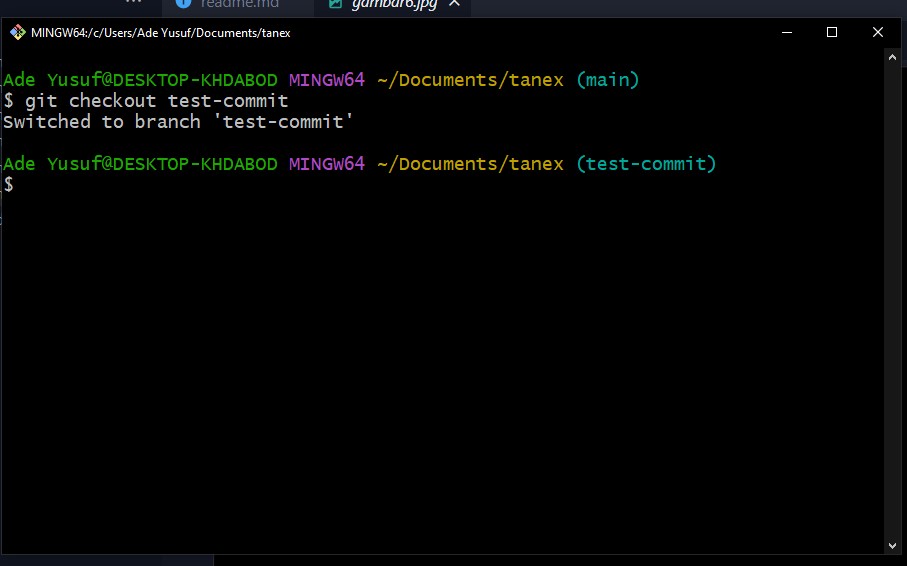 ... readme.md gambar6.jpg
MINGW64:/c/Users/Ade Yusuf/Documents/tanex
Ade Yusuf@DESKTOP-KHDABOD MINGW64 ~/Documents/tanex (main)
$ git checkout test-commit
Switched to branch 'test-commit'
Ade Yusuf@DESKTOP-KHDABOD MINGW64 ~/Documents/tanex (test-commit)
$